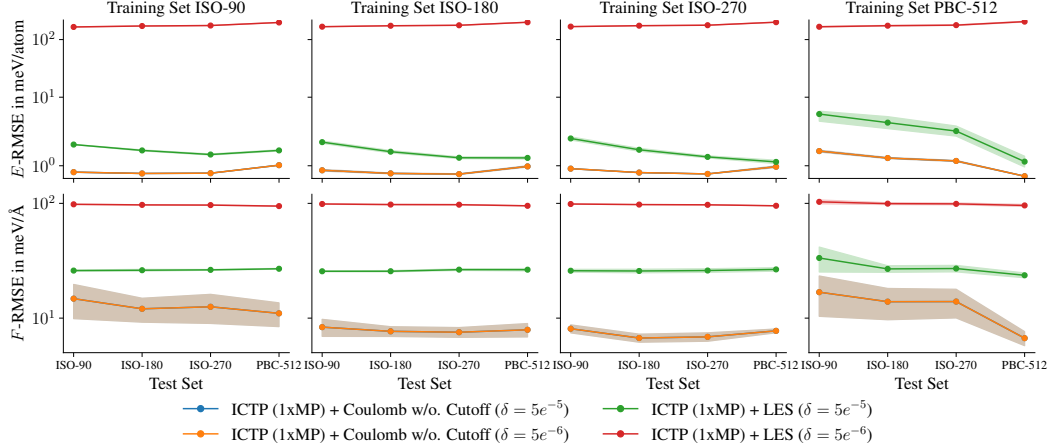 Training Set ISO-90
Training Set ISO-180
Training Set ISO-270
Training Set PBC-512
E-RMSE in meV/atom
10²
10¹
10⁰
F-RMSE in meV/Å
10²
10¹
ISO-90 ISO-180 ISO-270 PBC-512
ISO-90 ISO-180 ISO-270 PBC-512
ISO-90 ISO-180 ISO-270 PBC-512
ISO-90 ISO-180 ISO-270 PBC-512
Test Set
Test Set
Test Set
Test Set
ICTP (1xMP) + Coulomb w/o. Cutoff (δ = 5e⁻⁵)
ICTP (1xMP) + Coulomb w/o. Cutoff (δ = 5e⁻⁶)
ICTP (1xMP) + LES (δ = 5e⁻⁵)
ICTP (1xMP) + LES (δ = 5e⁻⁶)